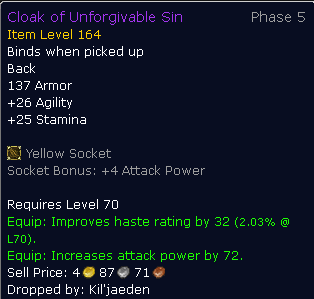 Cloak of Unforgivable Sin Phase 5
Item Level 164
Binds when picked up
Back
137 Armor
+26 Agility
+25 Stamina
Yellow Socket
Socket Bonus: +4 Attack Power
Requires Level 70
Equip: Improves haste rating by 32 (2.03% @
L70).
Equip: Increases attack power by 72.
Sell Price: 4 87 71
Dropped by: Kil'jaeden